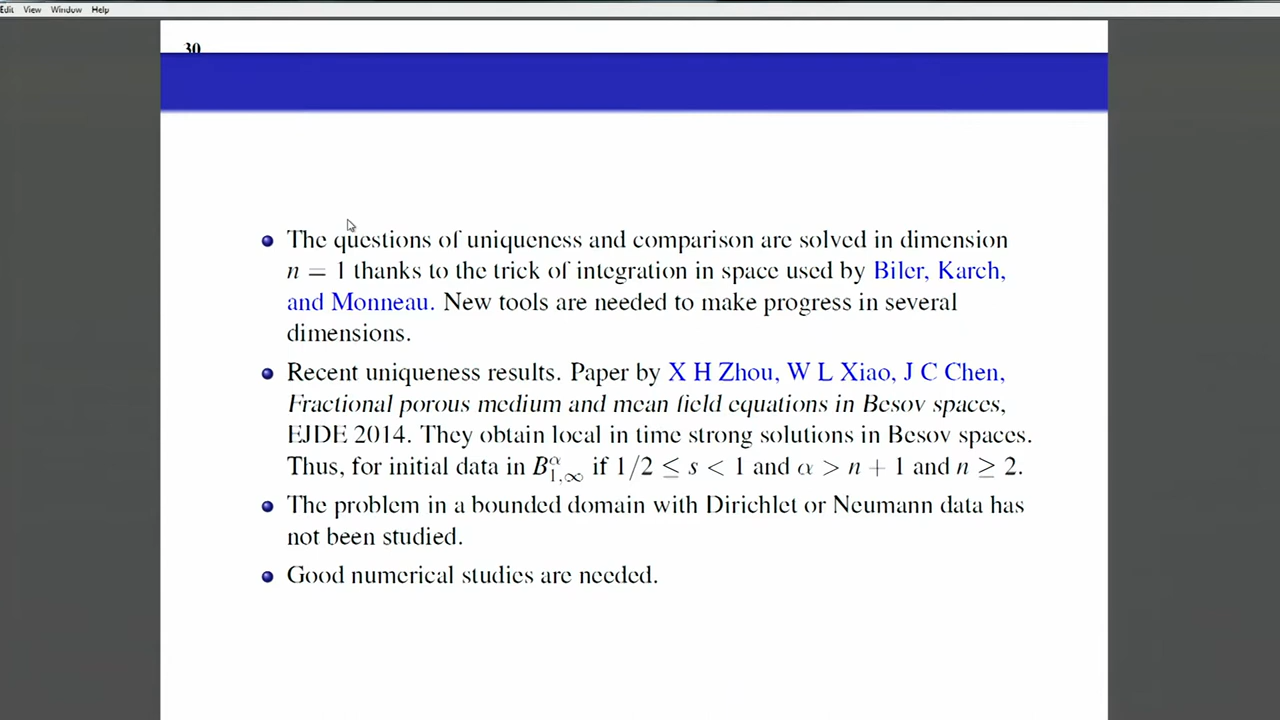 Edit View Window Help
30
The questions of uniqueness and comparison are solved in dimension
n = 1 thanks to the trick of integration in space used by Biler, Karch,
and Monneau. New tools are needed to make progress in several
dimensions.
Recent uniqueness results. Paper by X H Zhou, W L Xiao, J C Chen,
Fractional porous medium and mean field equations in Besov spaces,
EJDE 2014. They obtain local in time strong solutions in Besov spaces.
Thus, for initial data in B^α_{1,∞} if 1/2 ≤ s < 1 and α > n + 1 and n ≥ 2.
The problem in a bounded domain with Dirichlet or Neumann data has
not been studied.
Good numerical studies are needed.